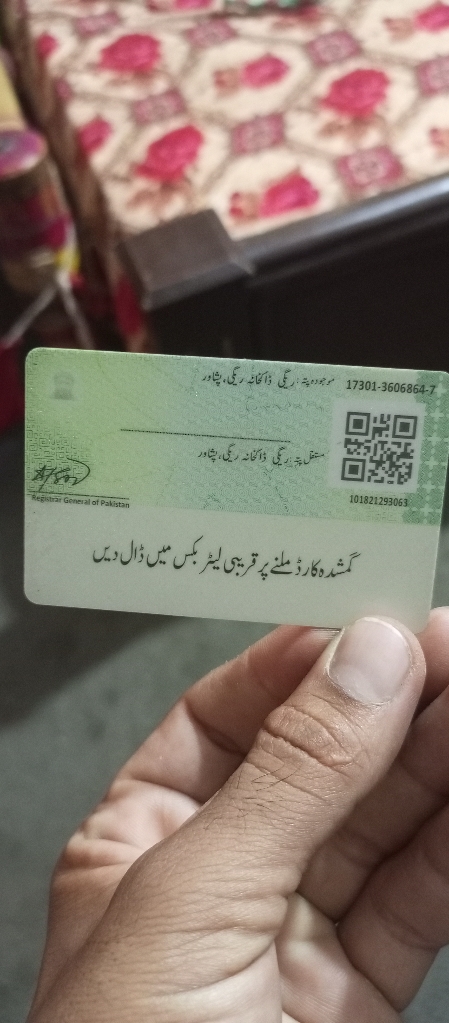 17301-3606864-7 موجودہ پتہ: ریگی ڈاکخانہ ریگی، پشاور
مستقل پتہ: ریگی ڈاکخانہ ریگی، پشاور
101821293063
Registrar General of Pakistan
گمشدہ کارڈ ملنے پر قریبی لیٹر بکس میں ڈال دیں